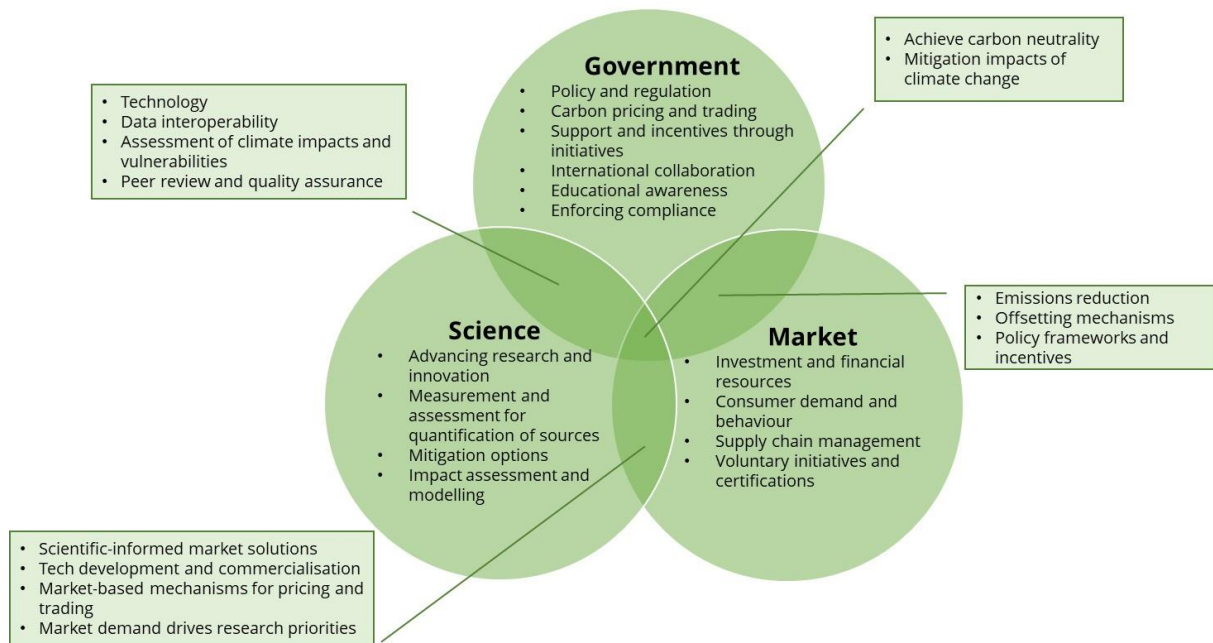 Government
• Policy and regulation
• Carbon pricing and trading
• Support and incentives through
initiatives
• International collaboration
• Educational awareness
• Enforcing compliance
• Achieve carbon neutrality
• Mitigation impacts of
climate change
• Technology
• Data interoperability
• Assessment of climate impacts and
vulnerabilities
• Peer review and quality assurance
Science
• Advancing research and
innovation
• Measurement and
assessment for
quantification of sources
• Mitigation options
• Impact assessment and
modelling
Market
• Investment and financial
resources
• Consumer demand and
behaviour
• Supply chain management
• Voluntary initiatives and
certifications
• Emissions reduction
• Offsetting mechanisms
• Policy frameworks and
incentives
• Scientific-informed market solutions
• Tech development and commercialisation
• Market-based mechanisms for pricing and
trading
• Market demand drives research priorities